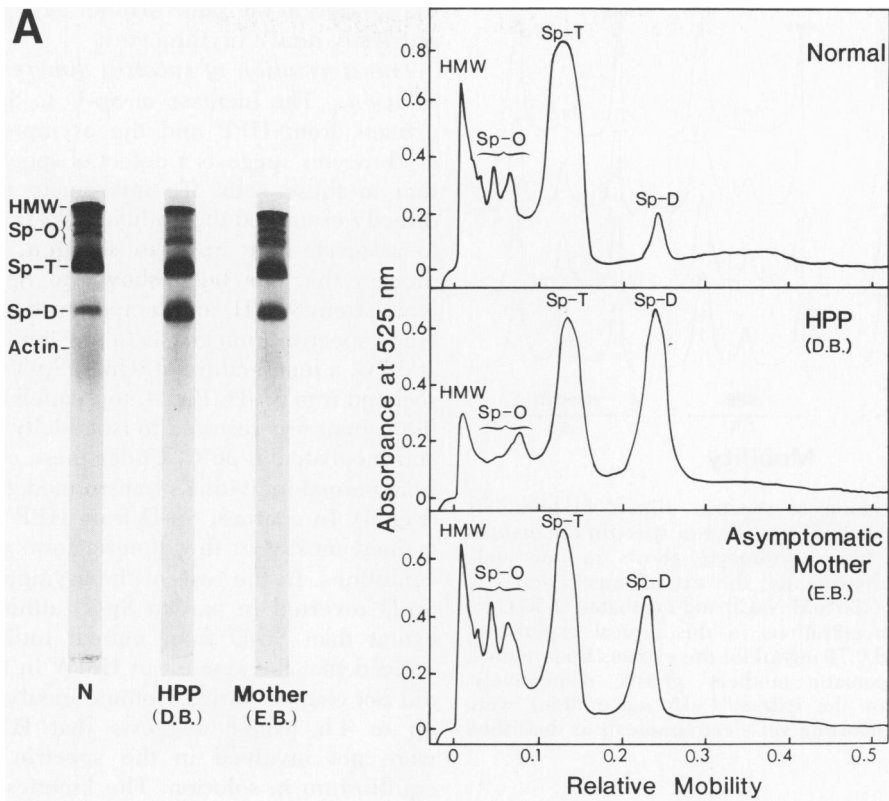 A
HMW-
Sp-O{
Sp-T-
Sp-D-
Actin-
N
HPP
(D.B.)
Mother
(E.B.)
Absorbance at 525 nm
Normal
HMW
Sp-O
Sp-T
Sp-D
0.8
0.6
0.4
0.2
0
HPP
(D.B.)
HMW
Sp-O
Sp-T
Sp-D
0.6
0.4
0.2
0
Asymptomatic
Mother
(E.B.)
HMW
Sp-O
Sp-T
Sp-D
0.6
0.4
0.2
0
0 0.1 0.2 0.3 0.4 0.5
Relative Mobility